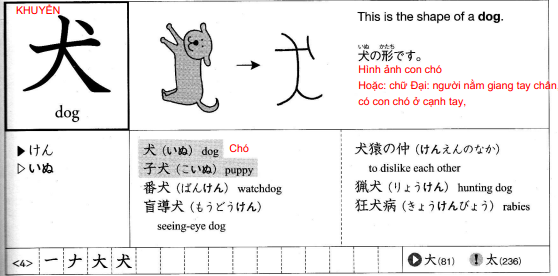 KHUYỂN
犬
dog
This is the shape of a dog.
いぬ かたち
犬の形です。
Hình ảnh con chó
Hoặc: chữ Đại: người nằm giang tay chân
có con chó ở cạnh tay,
▶けん
▷いぬ
犬（いぬ）dog Chó
子犬（こいぬ）puppy
番犬（ばんけん）watchdog
盲導犬（もうどうけん）
seeing-eye dog
犬猿の仲（けんえんのなか）
to dislike each other
猟犬（りょうけん）hunting dog
狂犬病（きょうけんびょう）rabies
<4> 一 ナ 大 犬
大(81) 太(236)